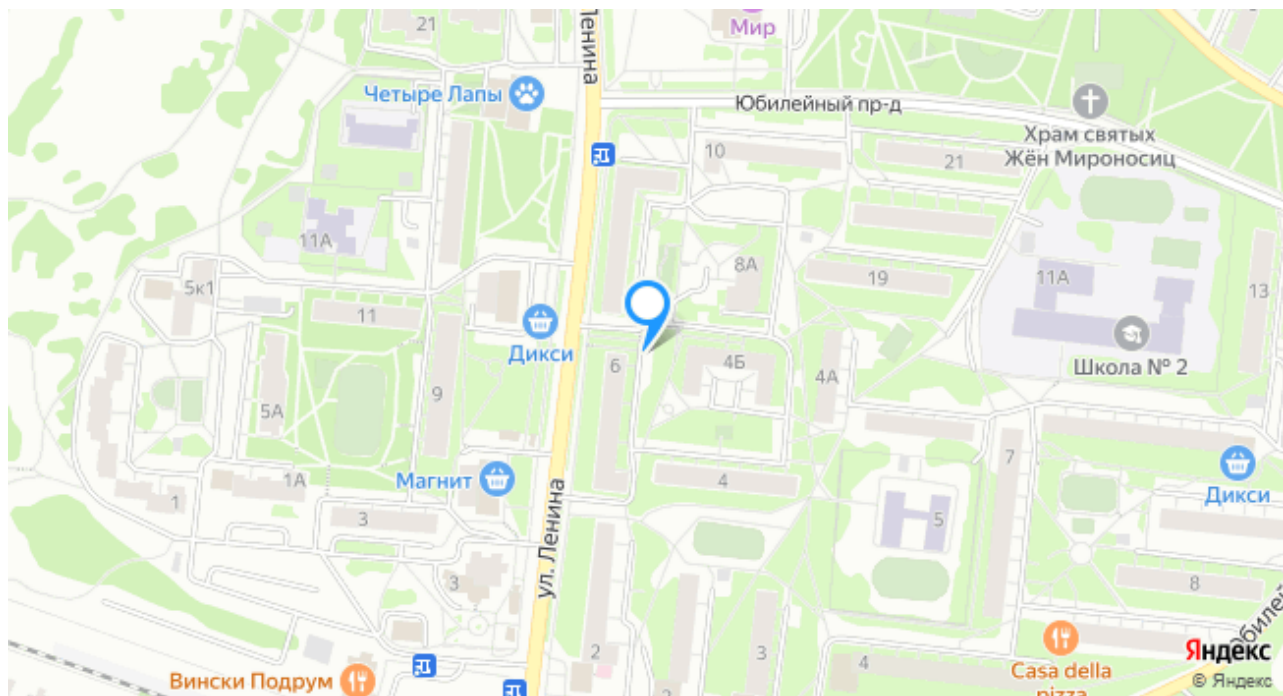 21
Ленина
Мир
Четыре Лапы
Юбилейный пр-д
Храм святых
Жён Мироносиц
10
21
11А
8А
5к1
19
11А
13
11
Дикси
Школа № 2
6
4Б
4А
9
5А
Магнит
4
7
Дикси
1А
1
3
5
ул. Ленина
3
8
2
3
4
Casa della
pizza
Вински Подрум
Яндекс
© Яндекс